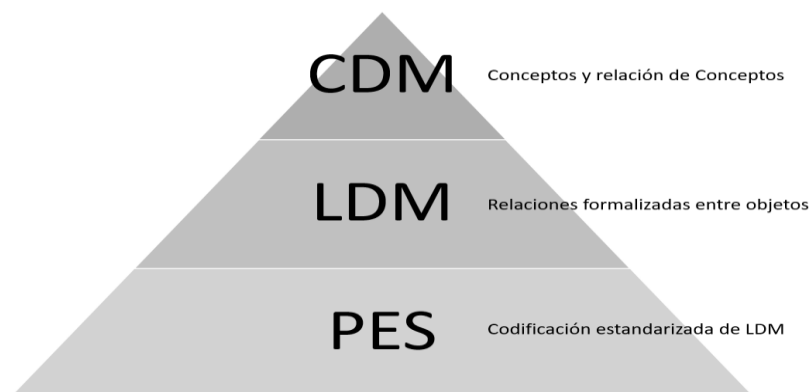 CDM
Conceptos y relación de Conceptos
LDM
Relaciones formalizadas entre objetos
PES
Codificación estandarizada de LDM